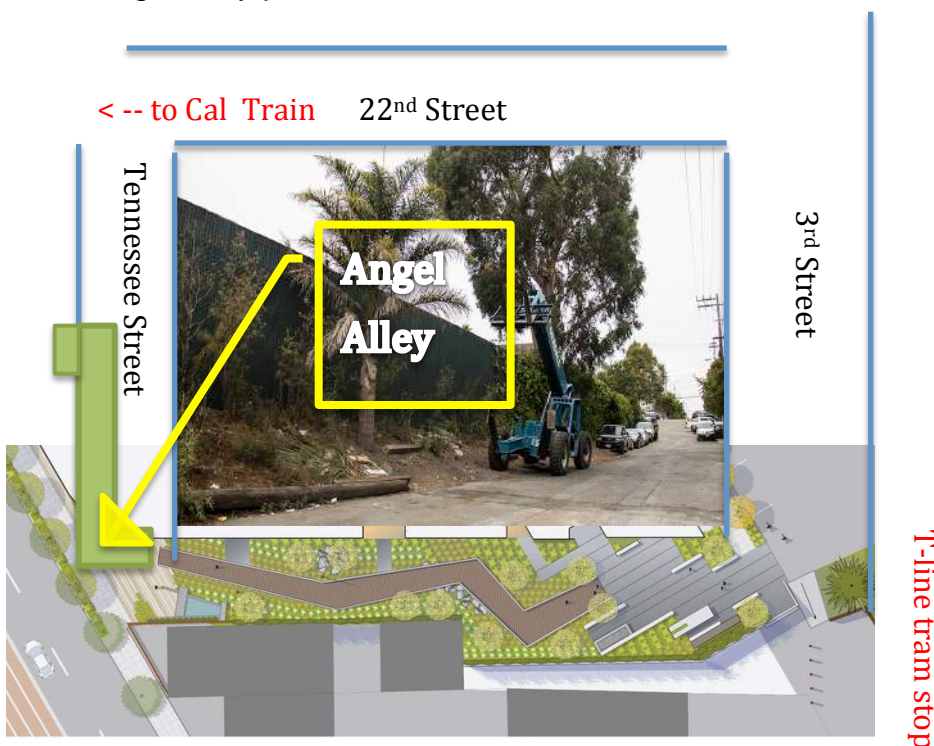 < -- to Cal Train 22nd Street
Tennessee Street
Angel
Alley
3rd Street
T-line tram stop